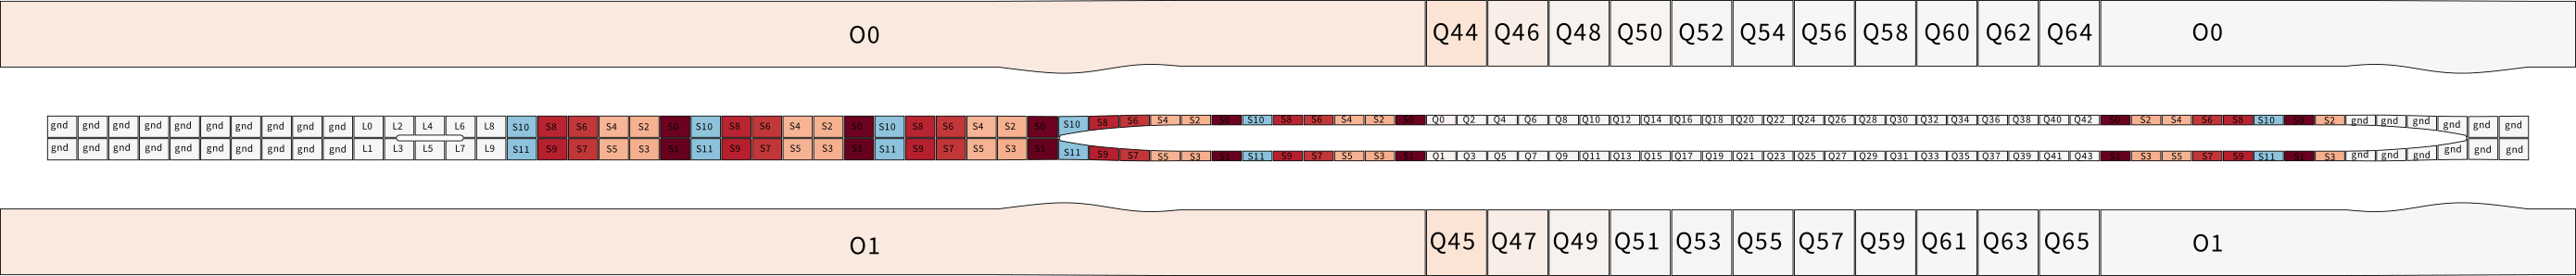 O0 Q44 Q46 Q48 Q50 Q52 Q54 Q56 Q58 Q60 Q62 Q64 O0
gnd gnd gnd gnd gnd gnd gnd gnd gnd gnd L0 L2 L4 L6 L8 S10 S8 S6 S4 S2 S0 S10 S8 S6 S4 S2 S0 S10 S8 S6 S4 S2 S0 S10 S8 S6 S4 S2 S0 S10 S8 S6 S4 S2 S0 Q0 Q2 Q4 Q6 Q8 Q10 Q12 Q14 Q16 Q18 Q20 Q22 Q24 Q26 Q28 Q30 Q32 Q34 Q36 Q38 Q40 Q42 S0 S2 S4 S6 S8 S10 S0 S2 gnd gnd gnd gnd gnd gnd
gnd gnd gnd gnd gnd gnd gnd gnd gnd gnd L1 L3 L5 L7 L9 S11 S9 S7 S5 S3 S1 S11 S9 S7 S5 S3 S1 S11 S9 S7 S5 S3 S1 S11 S9 S7 S5 S3 S1 S11 S9 S7 S5 S3 S1 Q1 Q3 Q5 Q7 Q9 Q11 Q13 Q15 Q17 Q19 Q21 Q23 Q25 Q27 Q29 Q31 Q33 Q35 Q37 Q39 Q41 Q43 S1 S3 S5 S7 S9 S11 S1 S3 gnd gnd gnd gnd gnd gnd
O1 Q45 Q47 Q49 Q51 Q53 Q55 Q57 Q59 Q61 Q63 Q65 O1